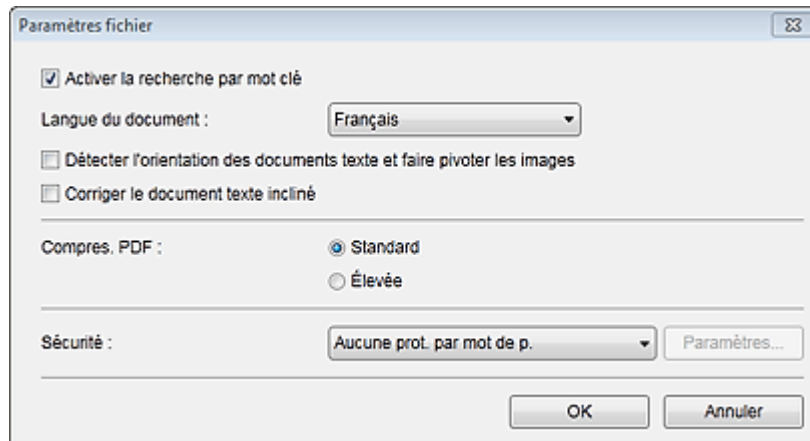 Paramètres fichier
Activer la recherche par mot clé
Langue du document : Français
Détecter l'orientation des documents texte et faire pivoter les images
Corriger le document texte incliné
Compres. PDF : Standard
Élevée
Sécurité : Aucune prot. par mot de p. Paramètres...
OK Annuler